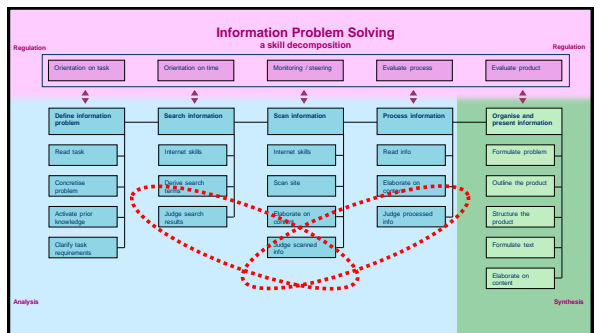 Information Problem Solving
a skill decomposition
Regulation
Regulation
Orientation on task
Orientation on time
Monitoring / steering
Evaluate process
Evaluate product
Define information
problem
Search information
Scan information
Process information
Organise and
present information
Read task
Internet skills
Internet skills
Read info
Formulate problem
Concretise
problem
Derive search
terms
Scan site
Elaborate on
content
Outline the product
Activate prior
knowledge
Judge search
results
Elaborate on
content
Judge processed
info
Structure the
product
Clarify task
requirements
Judge scanned
info
Formulate text
Elaborate on
content
Analysis
Synthesis